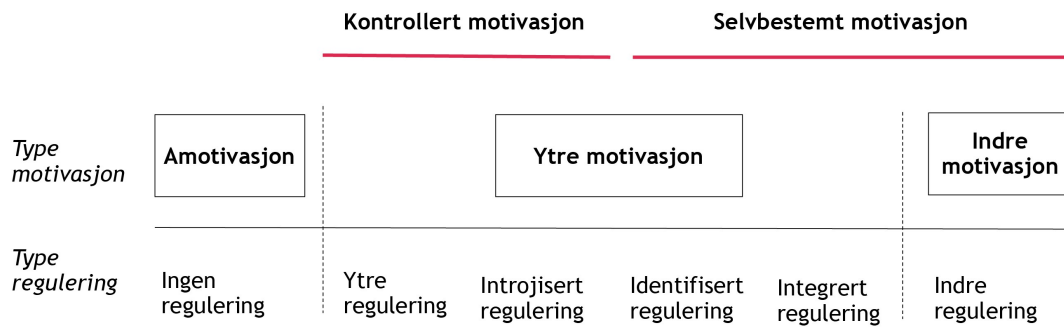 Kontrollert motivasjon
Selvbestemt motivasjon
Type
motivasjon
Amotivasjon
Ytre motivasjon
Indre
motivasjon
Type
regulering
Ingen
regulering
Ytre
regulering
Introjisert
regulering
Identifisert
regulering
Integrert
regulering
Indre
regulering